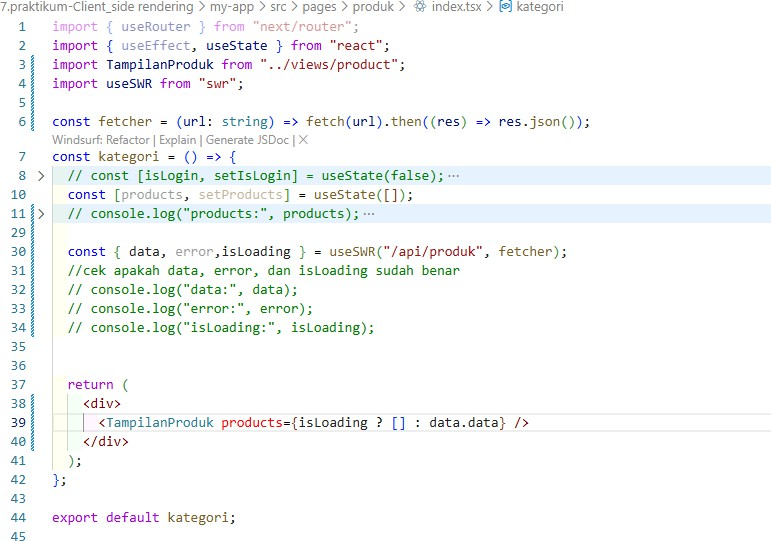 7.praktikum-Client_side rendering > my-app > src > pages > produk > index.tsx > kategori
1 import { useRouter } from "next/router";
2 import { useEffect, useState } from "react";
3 import TampilanProduk from "../views/product";
4 import useSWR from "swr";
5
6 const fetcher = (url: string) => fetch(url).then((res) => res.json());
Windsurf: Refactor | Explain | Generate JSDoc | X
7 const kategori = () => {
8 > // const [isLogin, setIsLogin] = useState(false); ...
10 const [products, setProducts] = useState([]);
11 > // console.log("products:", products); ...
29
30 const { data, error,isLoading } = useSWR("/api/produk", fetcher);
31 //cek apakah data, error, dan isLoading sudah benar
32 // console.log("data:", data);
33 // console.log("error:", error);
34 // console.log("isLoading:", isLoading);
35
36
37 return (
38 <div>
39 <TampilanProduk products={isLoading ? [] : data.data} />
40 </div>
41 );
42 };
43
44 export default kategori;
45